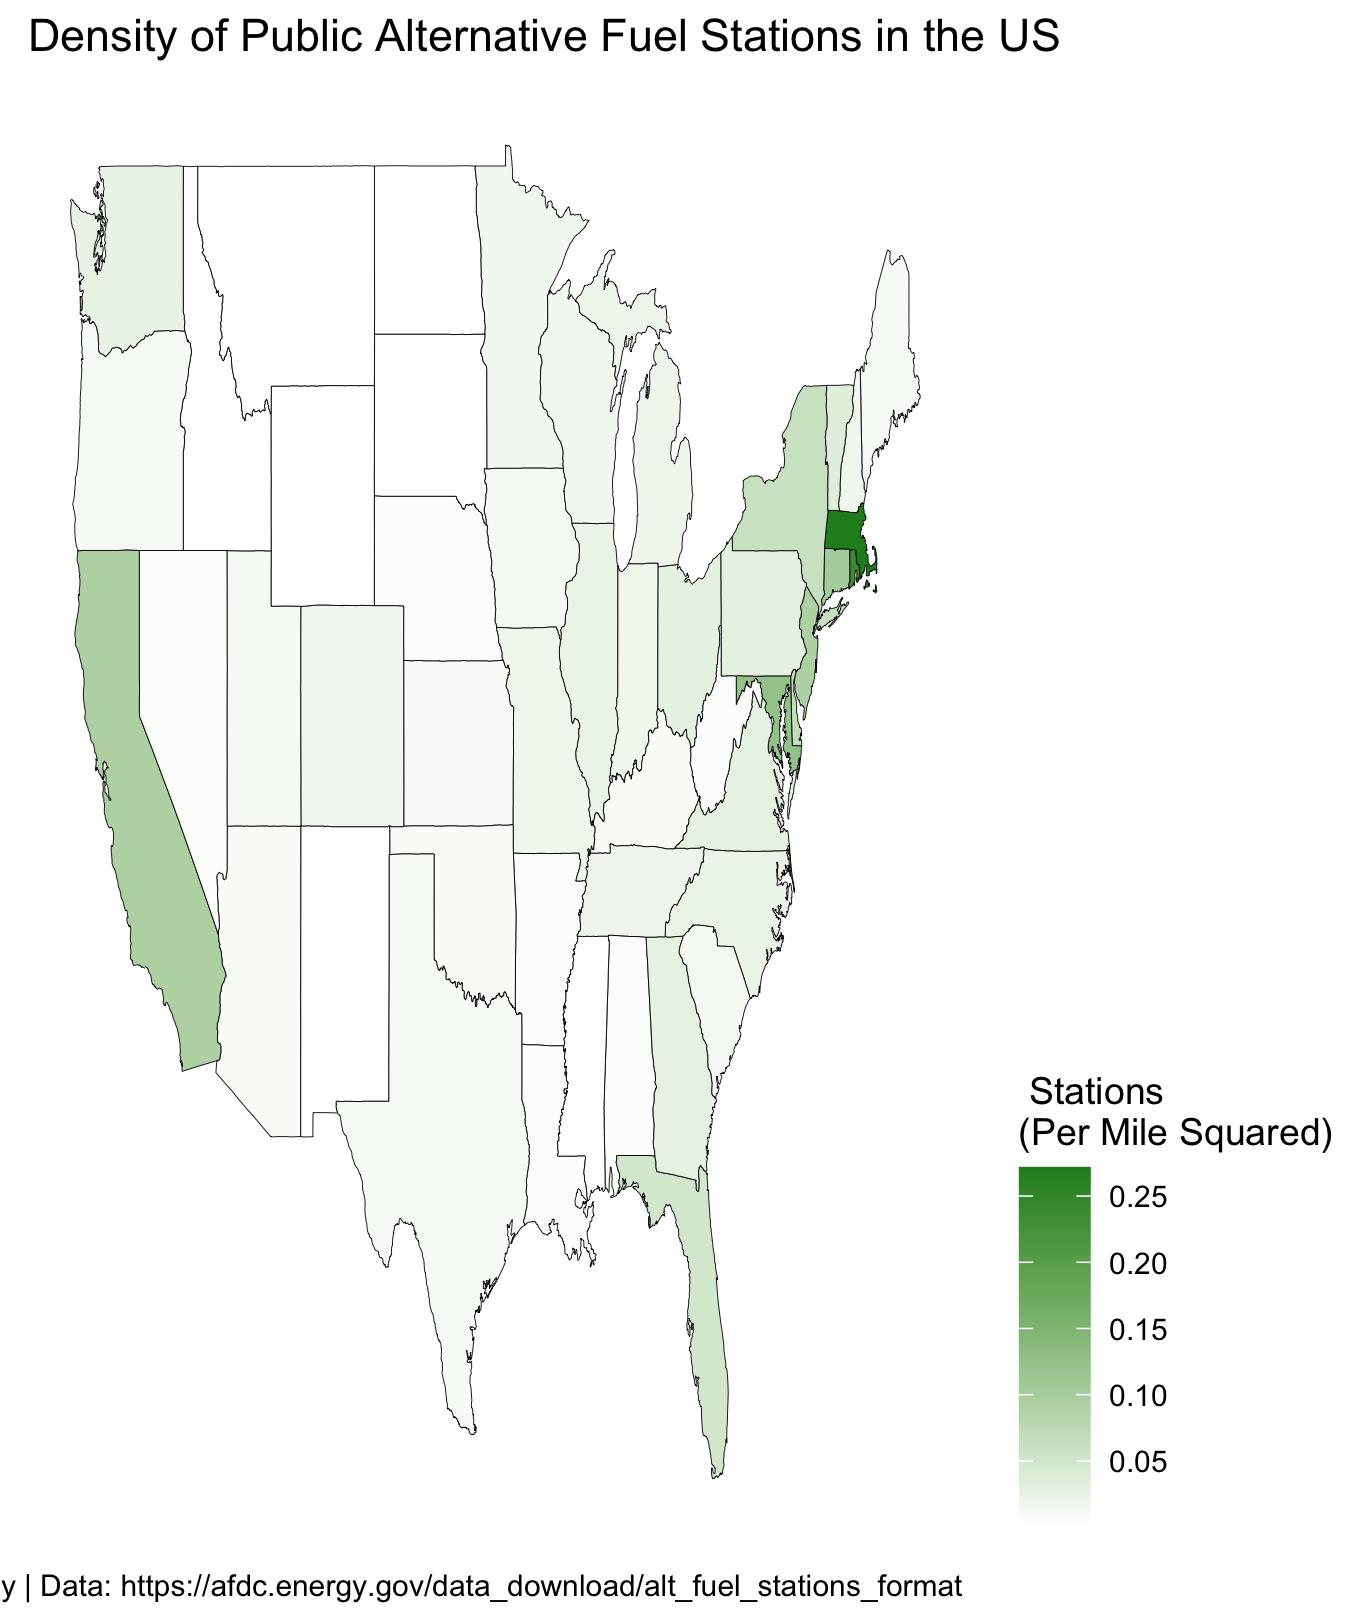 Density of Public Alternative Fuel Stations in the US
Stations
(Per Mile Squared)
0.25
0.20
0.15
0.10
0.05
y | Data: https://afdc.energy.gov/data_download/alt_fuel_stations_format